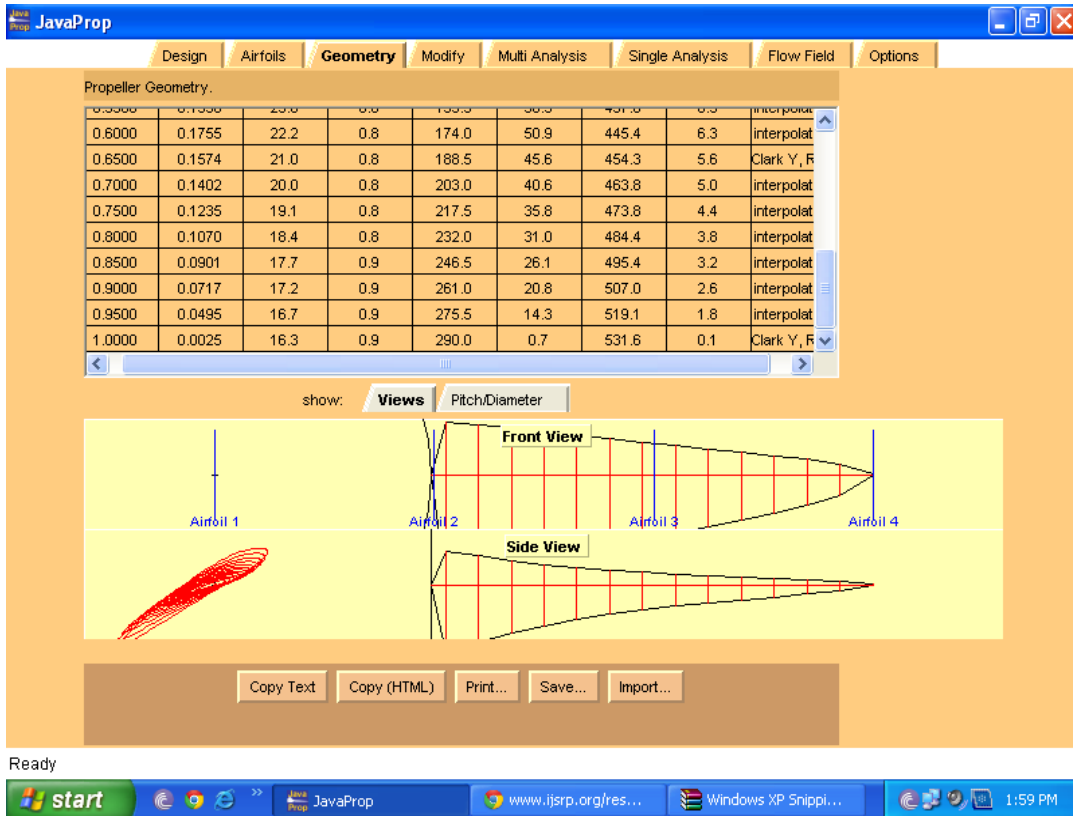 Java Prop JavaProp
Design Airfoils Geometry Modify Multi Analysis Single Analysis Flow Field Options
Propeller Geometry.
0.6000 0.1755 22.2 0.8 174.0 50.9 445.4 6.3 interpolat
0.6500 0.1574 21.0 0.8 188.5 45.6 454.3 5.6 Clark Y, R
0.7000 0.1402 20.0 0.8 203.0 40.6 463.8 5.0 interpolat
0.7500 0.1235 19.1 0.8 217.5 35.8 473.8 4.4 interpolat
0.8000 0.1070 18.4 0.8 232.0 31.0 484.4 3.8 interpolat
0.8500 0.0901 17.7 0.9 246.5 26.1 495.4 3.2 interpolat
0.9000 0.0717 17.2 0.9 261.0 20.8 507.0 2.6 interpolat
0.9500 0.0495 16.7 0.9 275.5 14.3 519.1 1.8 interpolat
1.0000 0.0025 16.3 0.9 290.0 0.7 531.6 0.1 Clark Y, R
show: Views Pitch/Diameter
Front View
Airfoil 1 Airfoil 2 Airfoil 3 Airfoil 4
Side View
Copy Text Copy (HTML) Print... Save... Import...
Ready
start » Java Prop JavaProp www.ijsrp.org/res... Windows XP Snippi... 1:59 PM